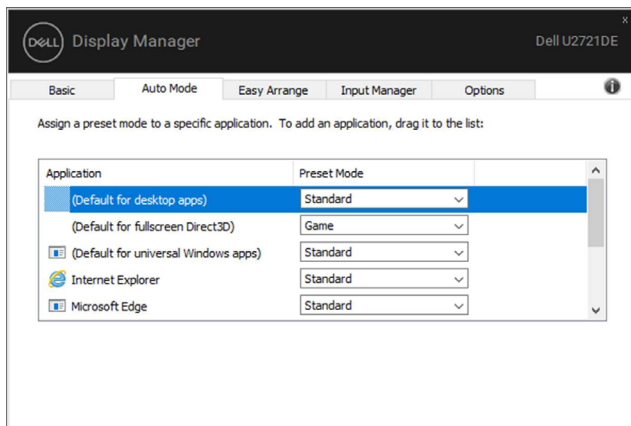 DELL Display Manager Dell U2721DE
x
Basic Auto Mode Easy Arrange Input Manager Options
Assign a preset mode to a specific application. To add an application, drag it to the list:
Application Preset Mode
(Default for desktop apps) Standard
(Default for fullscreen Direct3D) Game
(Default for universal Windows apps) Standard
Internet Explorer Standard
Microsoft Edge Standard